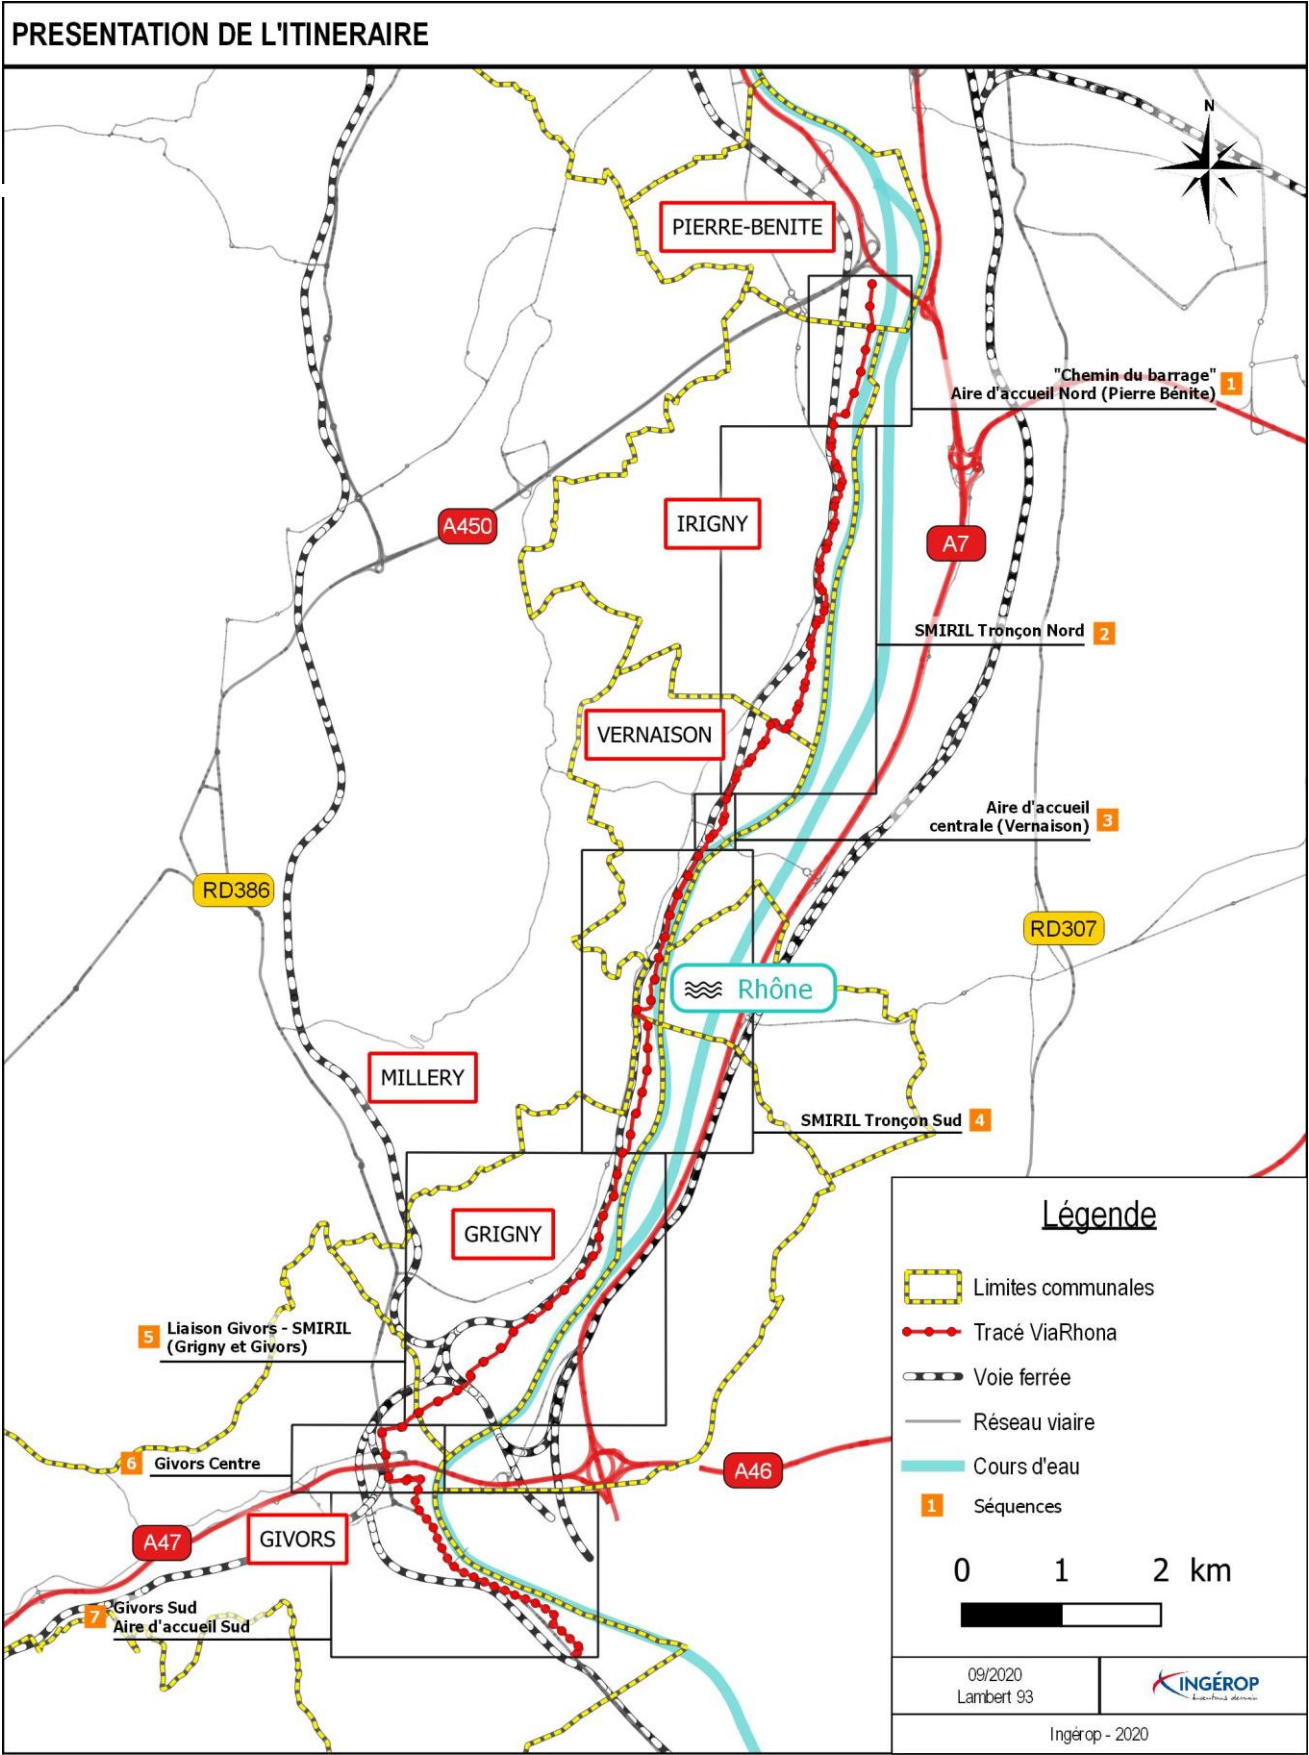 PRESENTATION DE L'ITINERAIRE
N
PIERRE-BENITE
"Chemin du barrage"
Aire d'accueil Nord (Pierre Bénite)
1
A450
IRIGNY
A7
SMIRIL Tronçon Nord
2
VERNAISON
Aire d'accueil
centrale (Vernaison)
3
RD386
RD307
Rhône
MILLERY
SMIRIL Tronçon Sud
4
GRIGNY
5
Liaison Givors - SMIRIL
(Grigny et Givors)
6
Givors Centre
A46
A47
GIVORS
7
Givors Sud
Aire d'accueil Sud
Légende
Limites communales
Tracé ViaRhona
Voie ferrée
Réseau viaire
Cours d'eau
1
Séquences
0 1 2 km
09/2020
Lambert 93
INGÉROP
Inventons demain
Ingérop - 2020